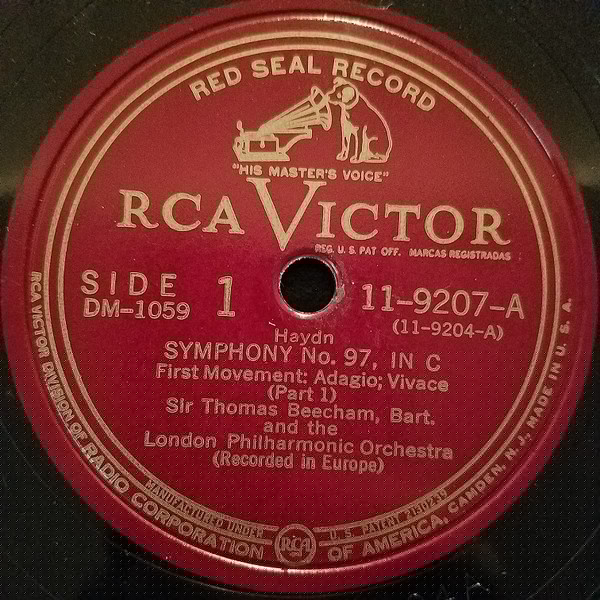 RED SEAL RECORD
"HIS MASTER'S VOICE"
RCA VICTOR
REG. U. S. PAT OFF. MARCAS REGISTRADAS
SIDE 1
DM-1059
11-9207-A
(11-9204-A)
Haydn
SYMPHONY No. 97, IN C
First Movement: Adagio; Vivace
(Part 1)
Sir Thomas Beecham, Bart.
and the
London Philharmonic Orchestra
(Recorded in Europe)
MANUFACTURED UNDER U. S. PATENT 2130239
RCA
RCA VICTOR DIVISION OF RADIO CORPORATION OF AMERICA, CAMDEN, N. J., MADE IN U. S. A.